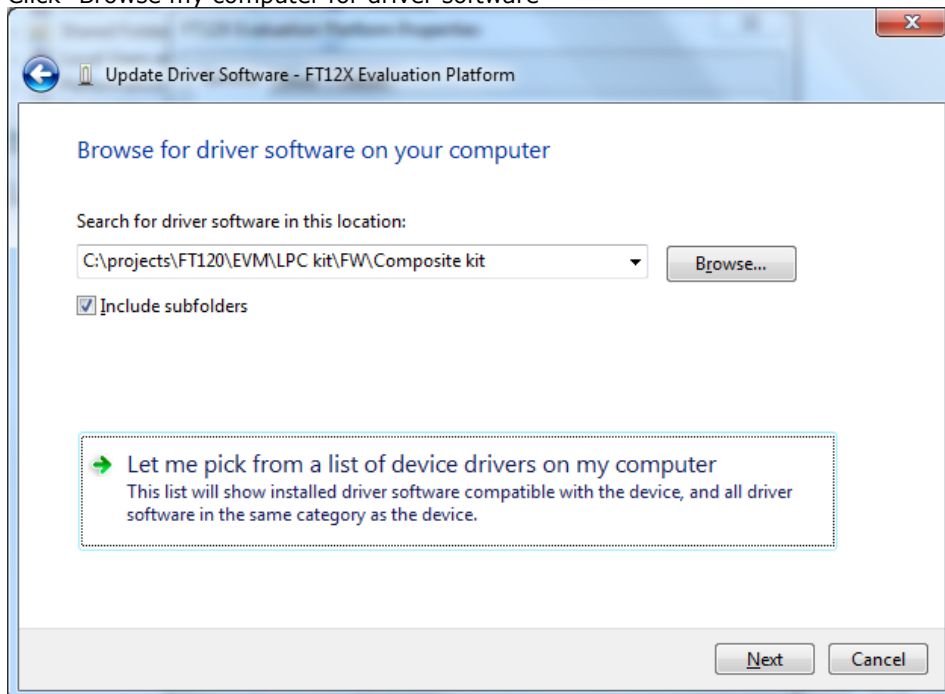 Click "Browse my computer for driver software"
Update Driver Software - FT12X Evaluation Platform
Browse for driver software on your computer
Search for driver software in this location:
C:\projects\FT120\EVM\LPC kit\FW\Composite kit
Browse...
Include subfolders
Let me pick from a list of device drivers on my computer
This list will show installed driver software compatible with the device, and all driver
software in the same category as the device.
Next
Cancel